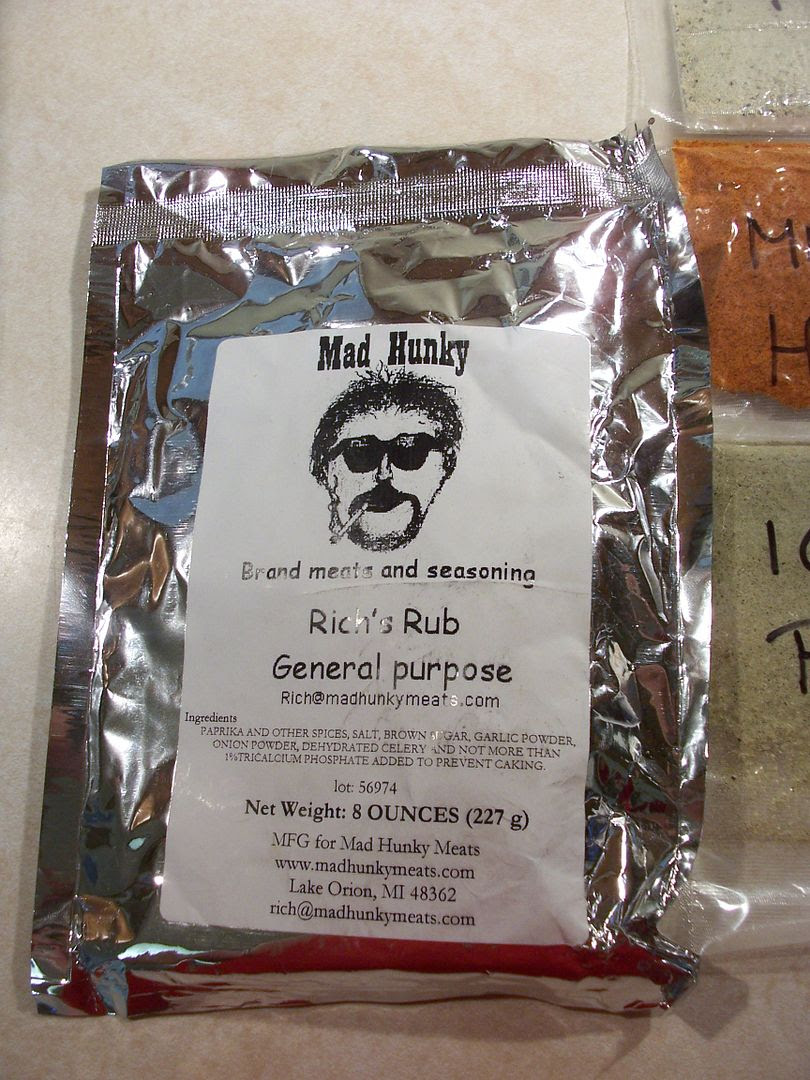 Mad Hunky
Brand meats and seasoning
Rich's Rub
General purpose
Rich@madhunkymeats.com
Ingredients
PAPRIKA AND OTHER SPICES, SALT, BROWN SUGAR, GARLIC POWDER,
ONION POWDER, DEHYDRATED CELERY AND NOT MORE THAN
1%TRICALCIUM PHOSPHATE ADDED TO PREVENT CAKING.
lot: 56974
Net Weight: 8 OUNCES (227 g)
MFG for Mad Hunky Meats
www.madhunkymeats.com
Lake Orion, MI 48362
rich@madhunkymeats.com